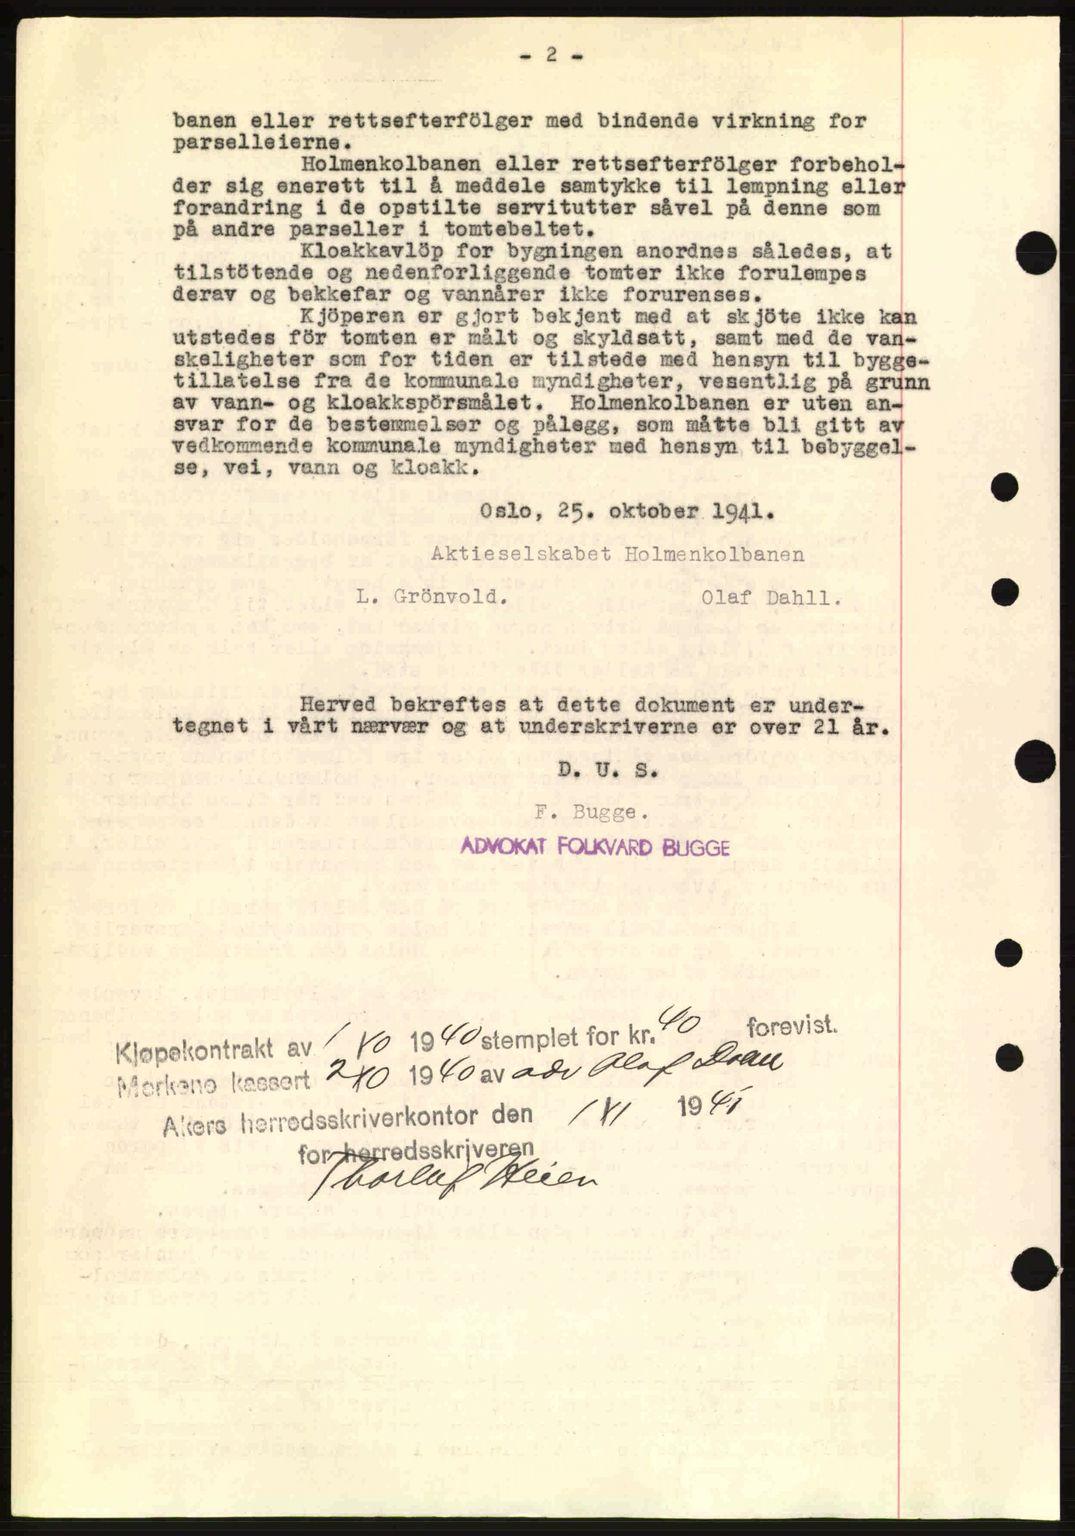 - 2 -
banen eller rettsefterfölger med bindende virkning for
parselleierne.
Holmenkolbanen eller rettsefterfölger forbehol-
der sig enerett til å meddele samtykke til lempning eller
forandring i de opstilte servitutter såvel på denne som
på andre parseller i tomtebeltet.
Kloakkavlöp for bygningen anordnes således, at
tilstötende og nedenforliggende tomter ikke forulempes
derav og bekkefar og vannårer ikke forurenses.
Kjöperen er gjort bekjent med at skjöte ikke kan
utstedes för tomten er målt og skyldsatt, samt med de van-
skeligheter som for tiden er tilstede med hensyn til bygge-
tillatelse fra de kommunale myndigheter, vesentlig på grunn
av vann- og kloakkspörsmålet. Holmenkolbanen er uten an-
svar for de bestemmelser og pålegg, som måtte bli gitt av
vedkommende kommunale myndigheter med hensyn til bebyggel-
se, vei, vann og kloakk.
Oslo, 25. oktober 1941.
Aktieselskabet Holmenkolbanen
L. Grönvold. Olaf Dahll.
Herved bekreftes at dette dokument er under-
tegnet i vårt nærvær og at underskriverne er over 21 år.
D. U. S.
F. Bugge.
ADVOKAT FOLKVARD BUGGE
Kjøpekontrakt av 1/10 1940 stemplet for kr. 40 forevist.
Merkene kassert 2/10 1940 av adv Olaf
Akers herredsskriverkontor den 1/11 1941
for herredsskriveren
Thorleif Heien